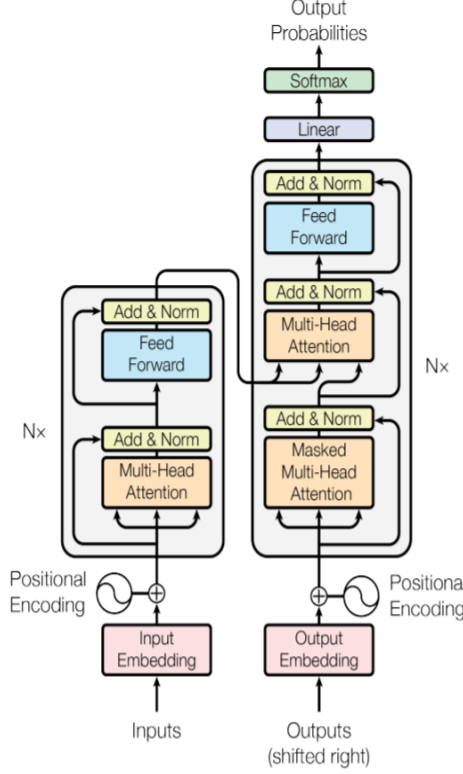 Output
Probabilities
Softmax
Linear
Add & Norm
Feed
Forward
Add & Norm
Multi-Head
Attention
Add & Norm
Masked
Multi-Head
Attention
N×
Add & Norm
Feed
Forward
Add & Norm
Multi-Head
Attention
N×
Positional
Encoding
Positional
Encoding
Input
Embedding
Output
Embedding
Inputs
Outputs
(shifted right)